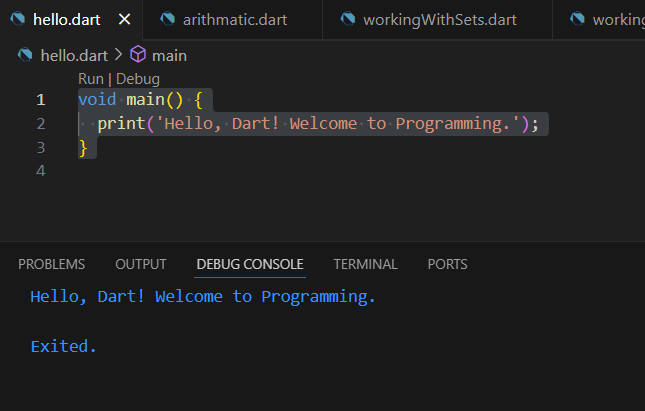 hello.dart arithmatic.dart workingWithSets.dart working
hello.dart > main
Run | Debug
1 void main() {
2 print('Hello, Dart! Welcome to Programming.');
3 }
4
PROBLEMS OUTPUT DEBUG CONSOLE TERMINAL PORTS
Hello, Dart! Welcome to Programming.
Exited.